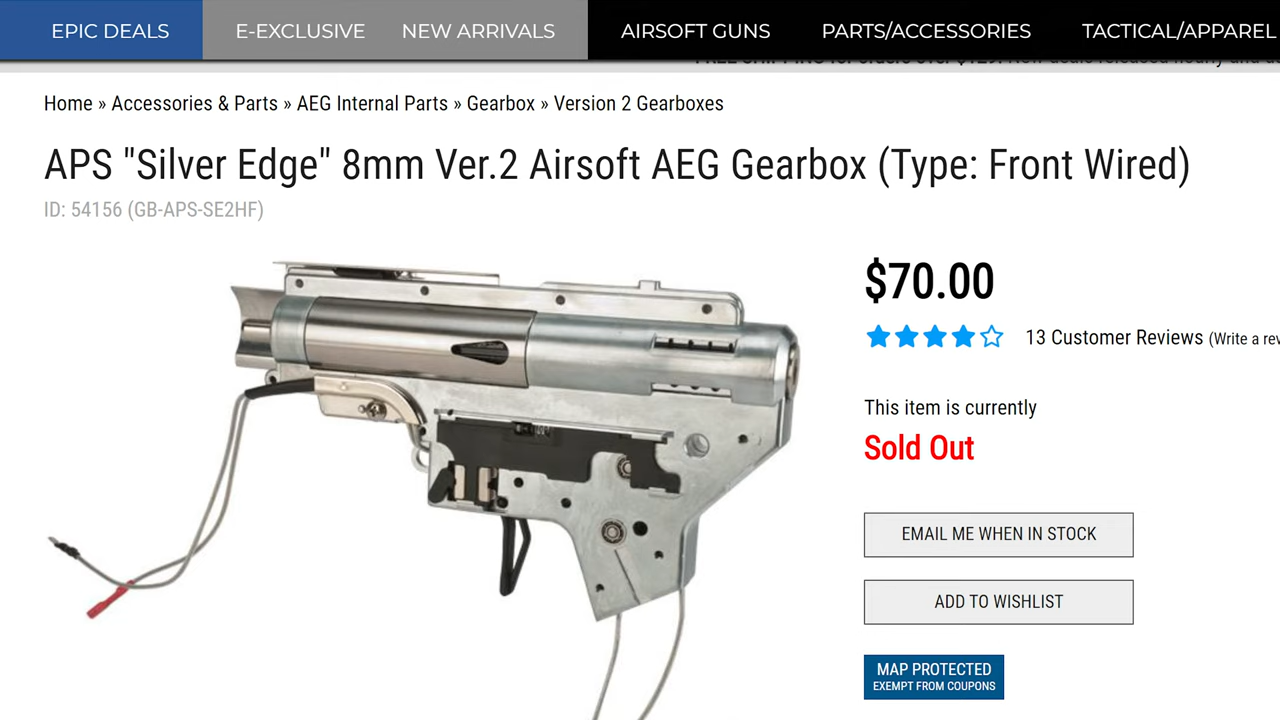 EPIC DEALS E-EXCLUSIVE NEW ARRIVALS AIRSOFT GUNS PARTS/ACCESSORIES TACTICAL/APPAREL
Home » Accessories & Parts » AEG Internal Parts » Gearbox » Version 2 Gearboxes
APS "Silver Edge" 8mm Ver.2 Airsoft AEG Gearbox (Type: Front Wired)
ID: 54156 (GB-APS-SE2HF)
$70.00
13 Customer Reviews (Write a rev
This item is currently
Sold Out
EMAIL ME WHEN IN STOCK
ADD TO WISHLIST
MAP PROTECTED
EXEMPT FROM COUPONS